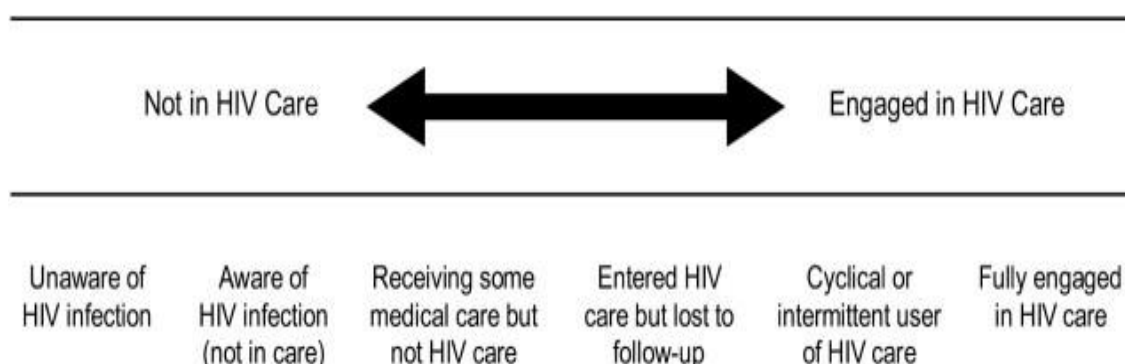 Not in HIV Care
Engaged in HIV Care
Unaware of
HIV infection
Aware of
HIV infection
(not in care)
Receiving some
medical care but
not HIV care
Entered HIV
care but lost to
follow-up
Cyclical or
intermittent user
of HIV care
Fully engaged
in HIV care